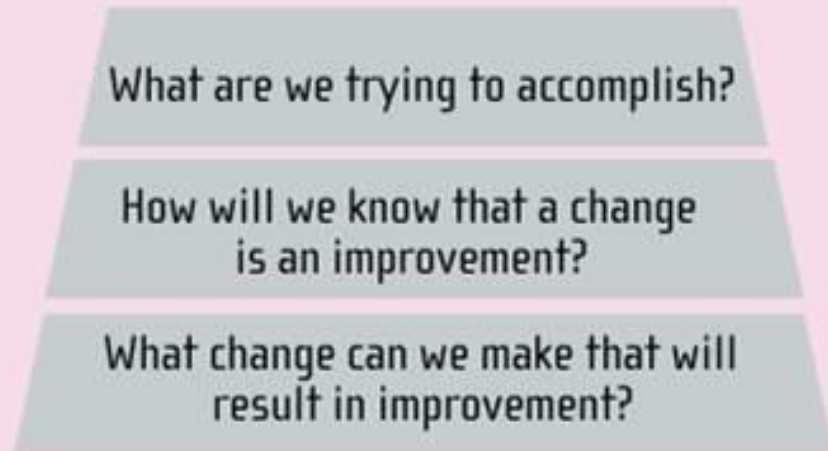 What are we trying to accomplish?
How will we know that a change
is an improvement?
What change can we make that will
result in improvement?